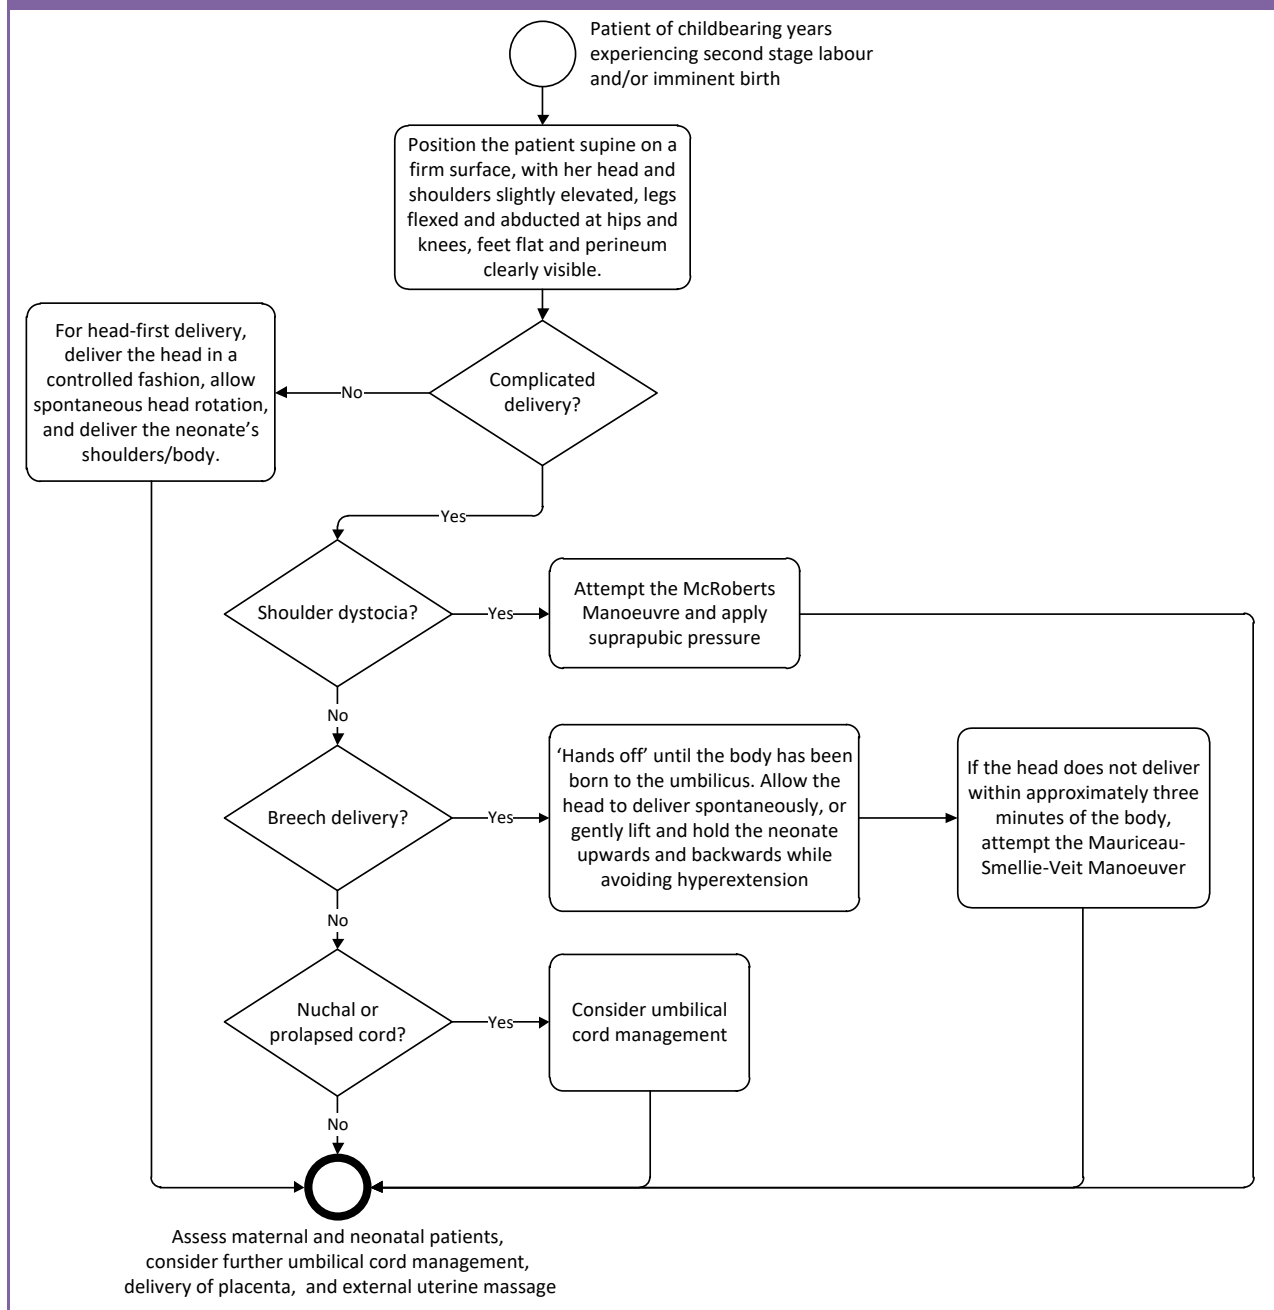 Patient of childbearing years
experiencing second stage labour
and/or imminent birth
Position the patient supine on a
firm surface, with her head and
shoulders slightly elevated, legs
flexed and abducted at hips and
knees, feet flat and perineum
clearly visible.
For head-first delivery,
deliver the head in a
controlled fashion, allow
spontaneous head rotation,
and deliver the neonate’s
shoulders/body.
No
Complicated
delivery?
Yes
Shoulder dystocia?
Yes
Attempt the McRoberts
Manoeuvre and apply
suprapubic pressure
No
Breech delivery?
Yes
‘Hands off’ until the body has been
born to the umbilicus. Allow the
head to deliver spontaneously, or
gently lift and hold the neonate
upwards and backwards while
avoiding hyperextension
If the head does not deliver
within approximately three
minutes of the body,
attempt the Mauriceau-
Smellie-Veit Manoeuver
No
Nuchal or
prolapsed cord?
Yes
Consider umbilical
cord management
No
Assess maternal and neonatal patients,
consider further umbilical cord management,
delivery of placenta,  and external uterine massage